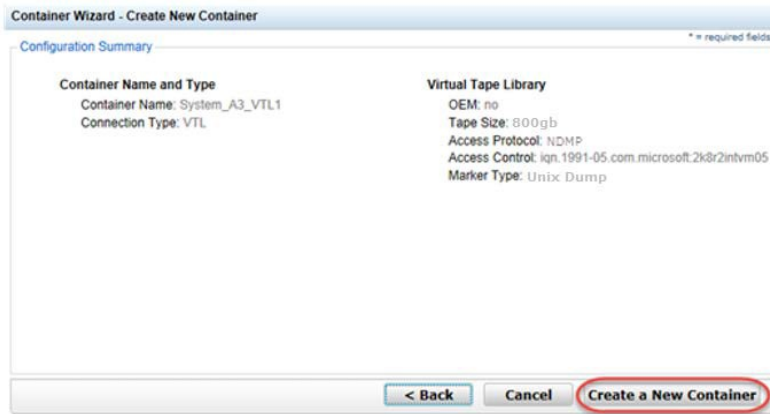 Container Wizard - Create New Container
* = required fields
Configuration Summary
Container Name and Type
Container Name: System_A3_VTL1
Connection Type: VTL
Virtual Tape Library
OEM: no
Tape Size: 800gb
Access Protocol: NDMP
Access Control: iqn.1991-05.com.microsoft:2k8r2intvm05
Marker Type: Unix Dump
< Back
Cancel
Create a New Container